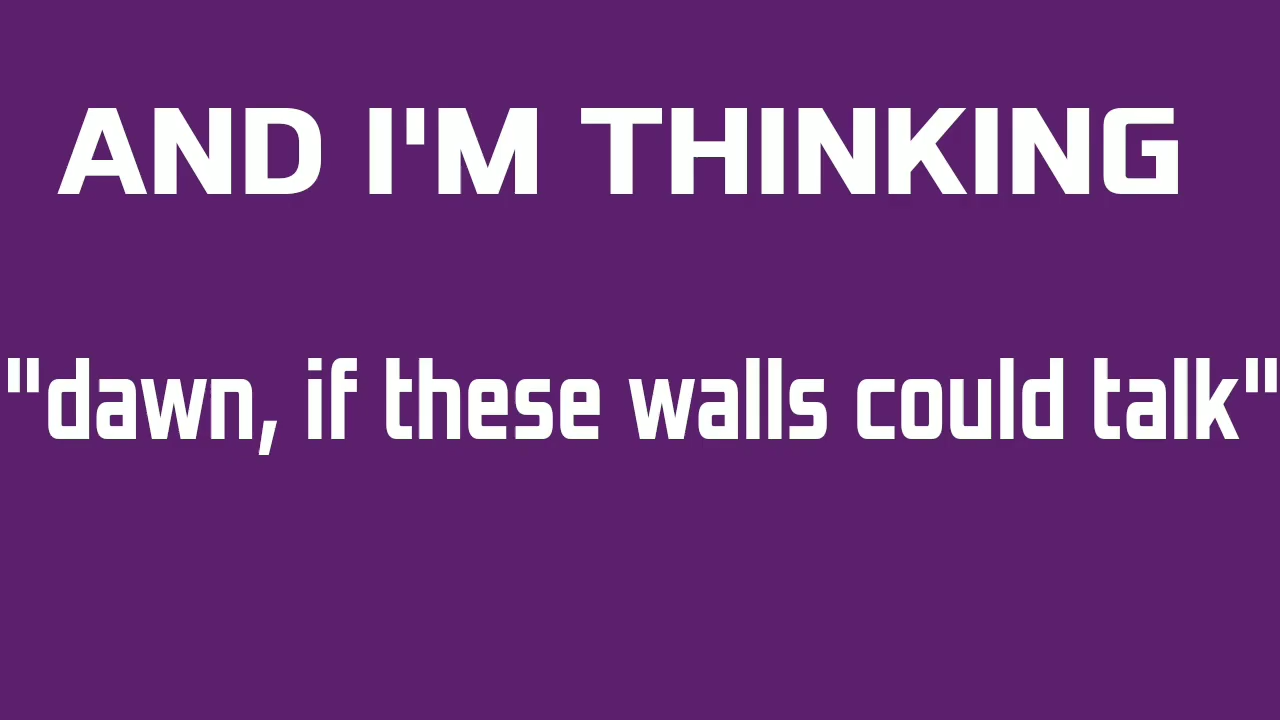 AND I'M THINKING
"dawn, if these walls could talk"